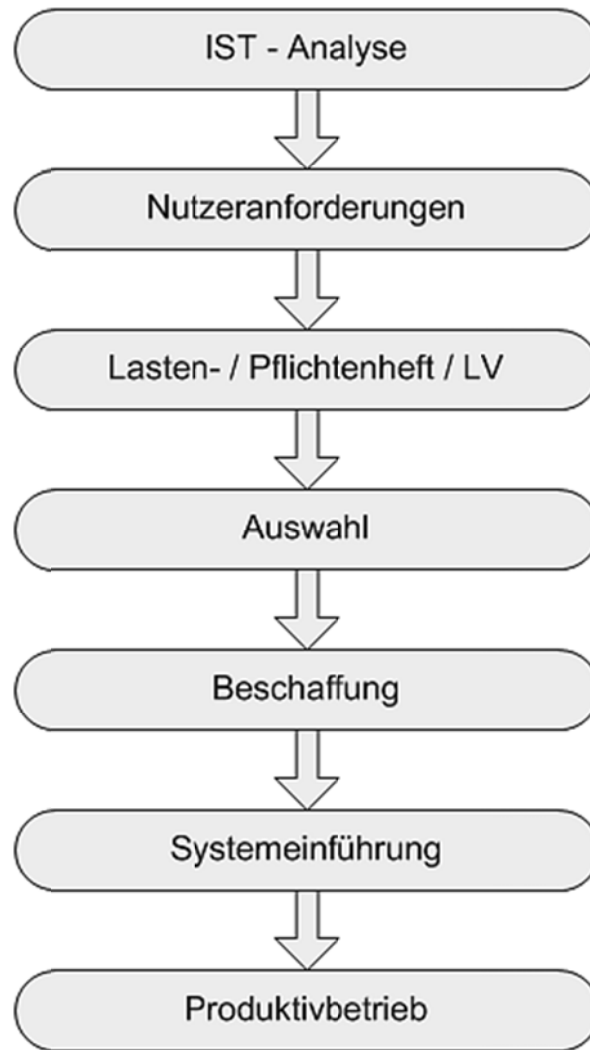 IST - Analyse
Nutzeranforderungen
Lasten- / Pflichtenheft / LV
Auswahl
Beschaffung
Systemeinführung
Produktivbetrieb